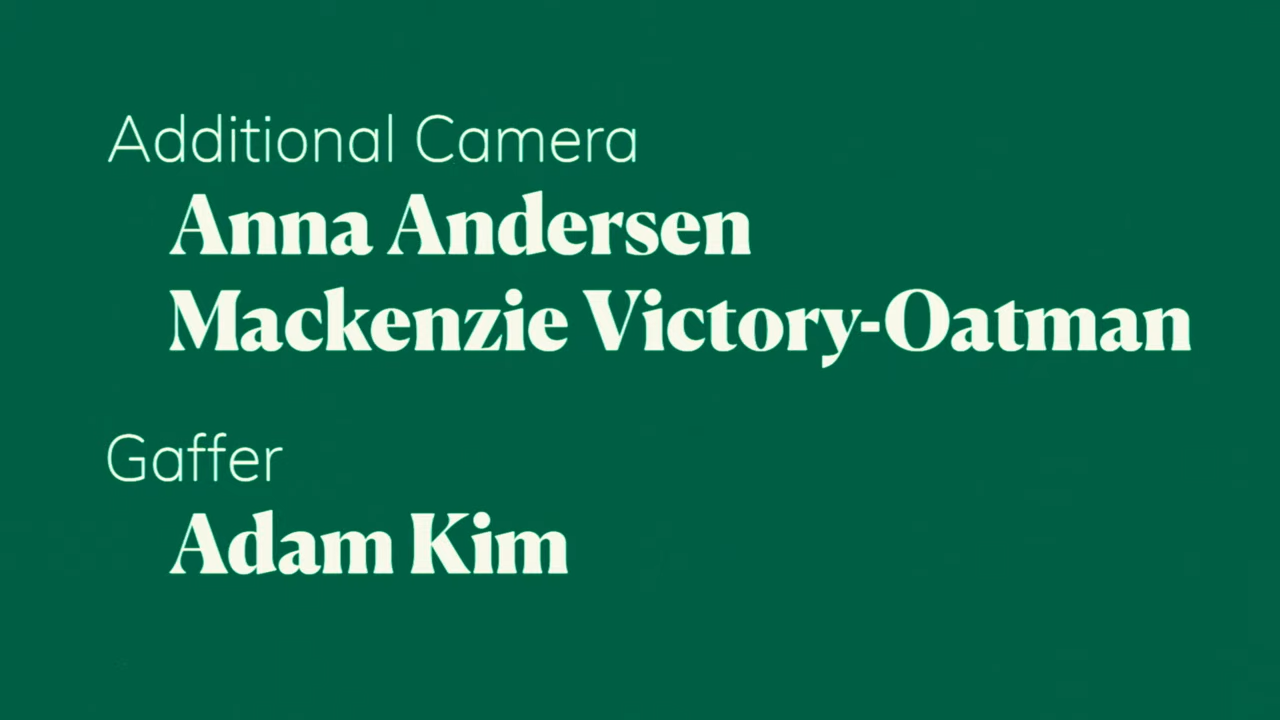 Additional Camera
Anna Andersen
Mackenzie Victory-Oatman
Gaffer
Adam Kim